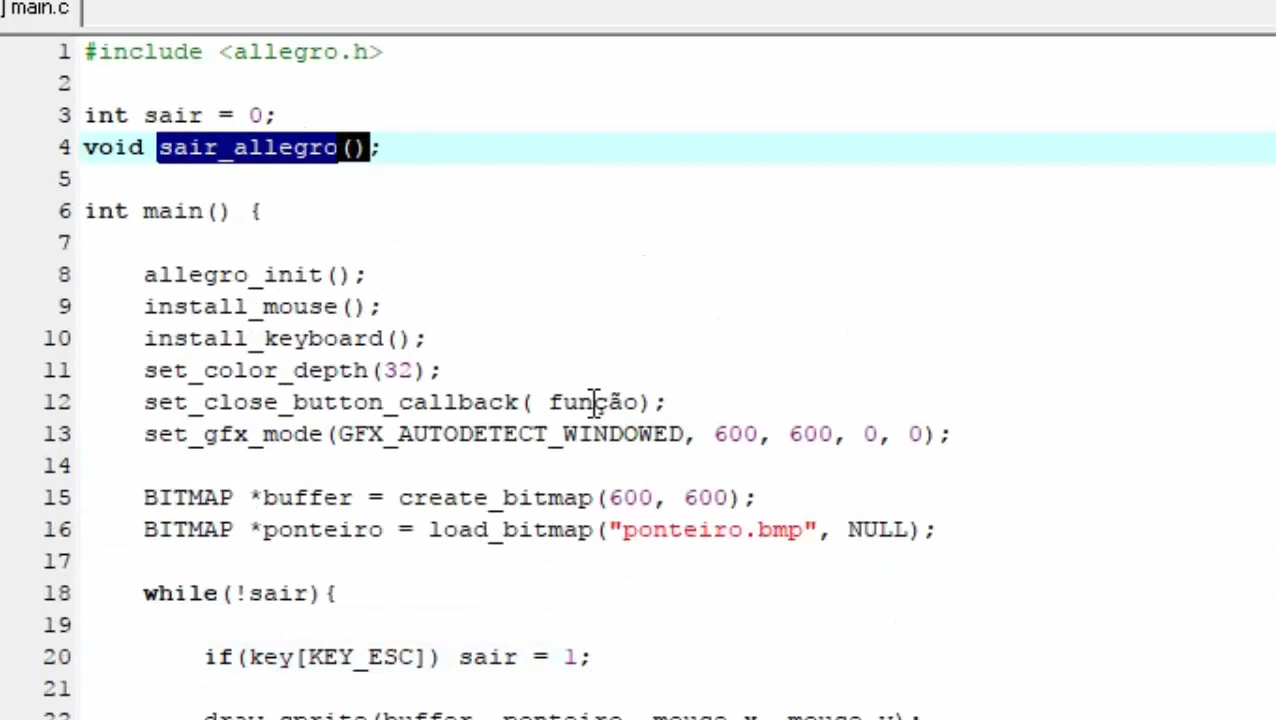 main.c
1 #include <allegro.h>
2
3 int sair = 0;
4 void sair_allegro();
5
6 int main() {
7
8 allegro_init();
9 install_mouse();
10 install_keyboard();
11 set_color_depth(32);
12 set_close_button_callback( função);
13 set_gfx_mode(GFX_AUTODETECT_WINDOWED, 600, 600, 0, 0);
14
15 BITMAP *buffer = create_bitmap(600, 600);
16 BITMAP *ponteiro = load_bitmap("ponteiro.bmp", NULL);
17
18 while(!sair){
19
20 if(key[KEY_ESC]) sair = 1;
21
22 draw_sprite(buffer, ponteiro, mouse_x, mouse_y);